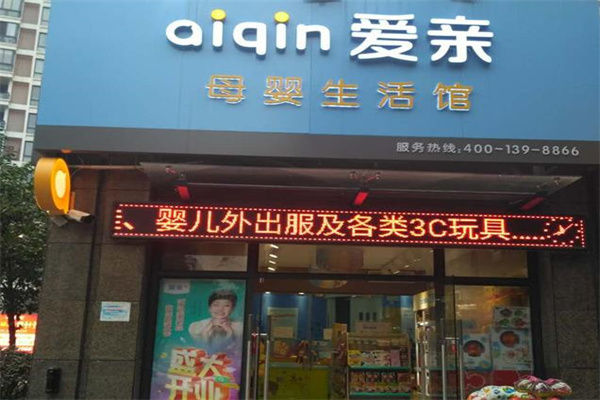 aiqin 爱亲
母婴生活馆
服务热线:400-139-8866
、婴儿外出服及各类3C玩具......
盛大
开业